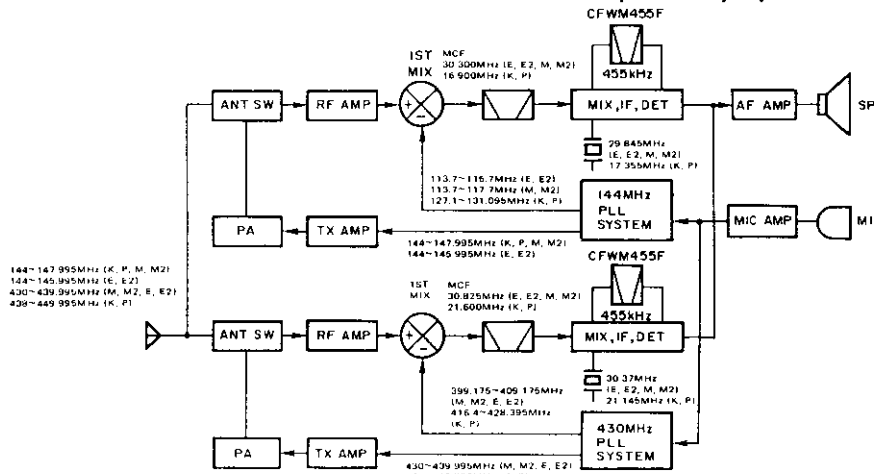 CFWM455F
1ST
MIX
MCF
30.300MHz (E, E2, M, M2)
16.900MHz (K, P)
455kHz
ANT SW
RF AMP
MIX, IF, DET
AF AMP
SP
29.845MHz
(E, E2, M, M2)
17.355MHz (K, P)
113.7~115.7MHz (E, E2)
113.7~117.7MHz (M, M2)
127.1~131.095MHz (K, P)
144MHz
PLL
SYSTEM
MIC AMP
MI
PA
TX AMP
144~147.995MHz (K, P, M, M2)
144~145.995MHz (E, E2)
144~147.995MHz (K, P, M, M2)
144~145.995MHz (E, E2)
430~439.995MHz (M, M2, E, E2)
438~449.995MHz (K, P)
CFWM455F
1ST
MIX
MCF
30.825MHz (E, E2, M, M2)
21.600MHz (K, P)
455kHz
ANT SW
RF AMP
MIX, IF, DET
30.37MHz
(E, E2, M, M2)
21.145MHz (K, P)
399.175~409.175MHz
(M, M2, E, E2)
416.4~428.395MHz
(K, P)
430MHz
PLL
SYSTEM
PA
TX AMP
430~439.995MHz (M, M2, E, E2)